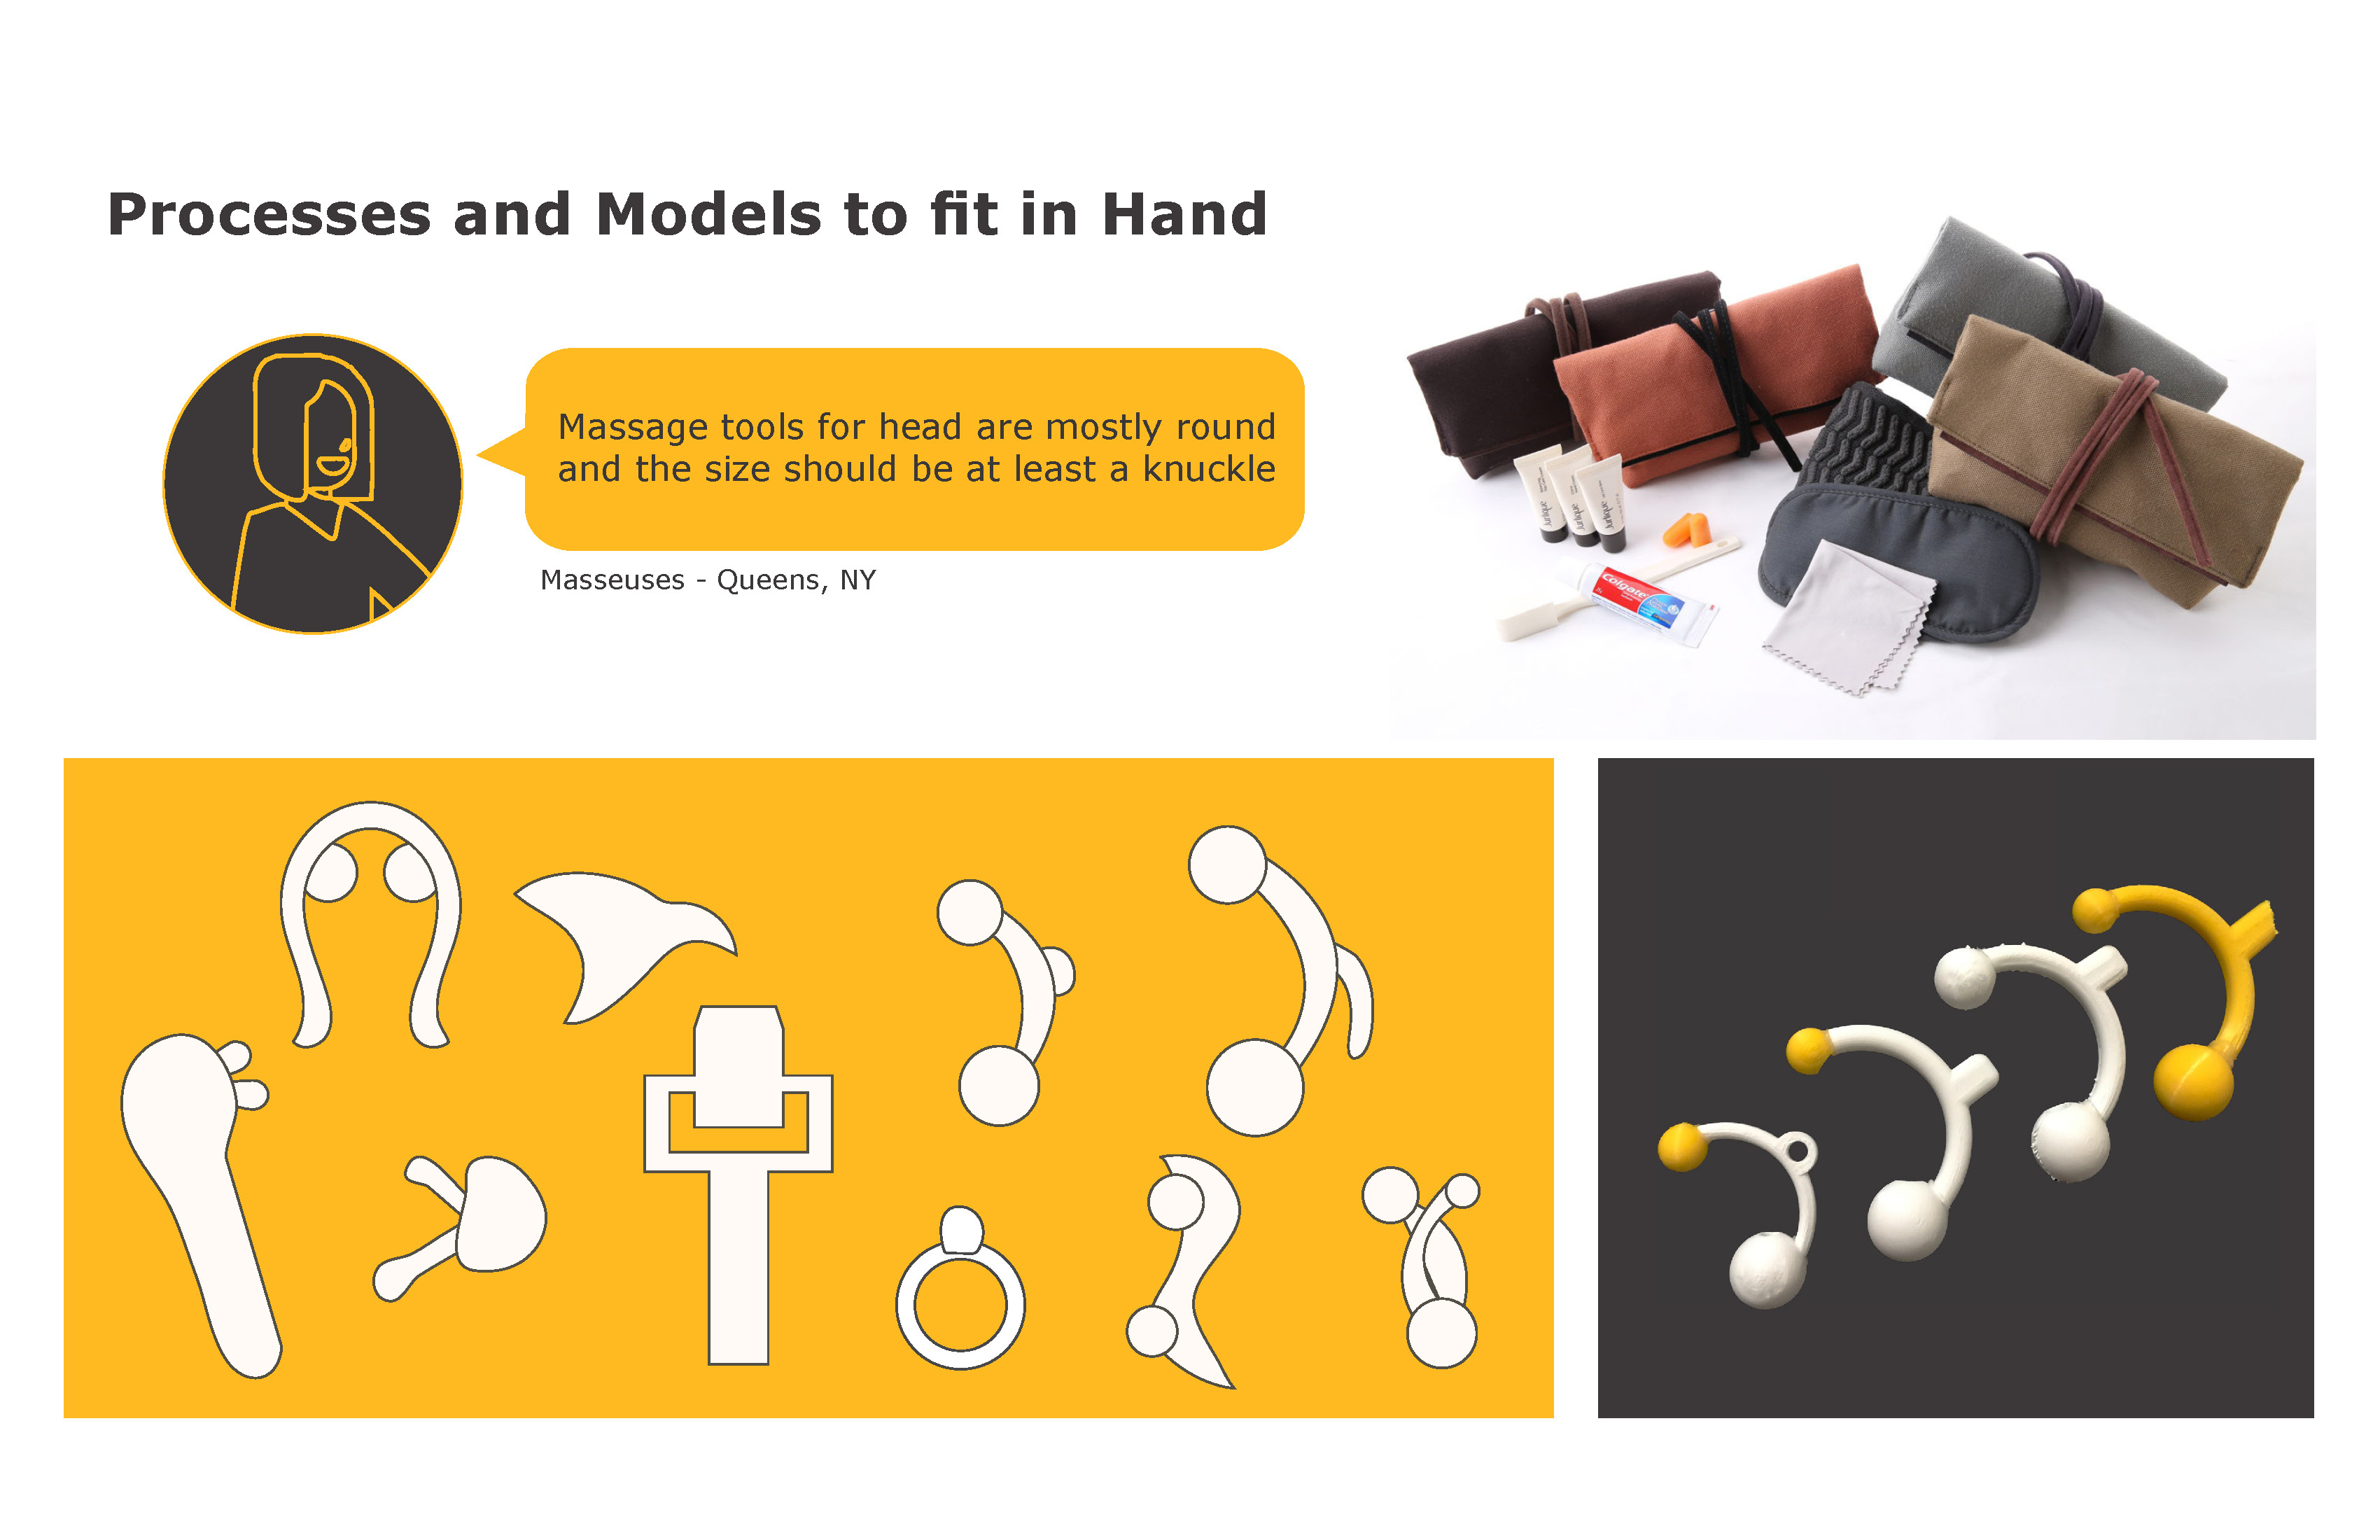 Processes and Models to fit in Hand
Massage tools for head are mostly round
and the size should be at least a knuckle
Masseuses - Queens, NY
Jurlique
Jurlique
Jurlique
Colgate